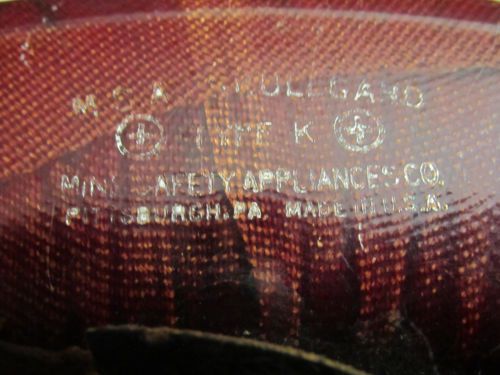 M S A SKULLGARD
TYPE K
MINE SAFETY APPLIANCES CO.
PITTSBURGH, PA. MADE IN U.S.A.